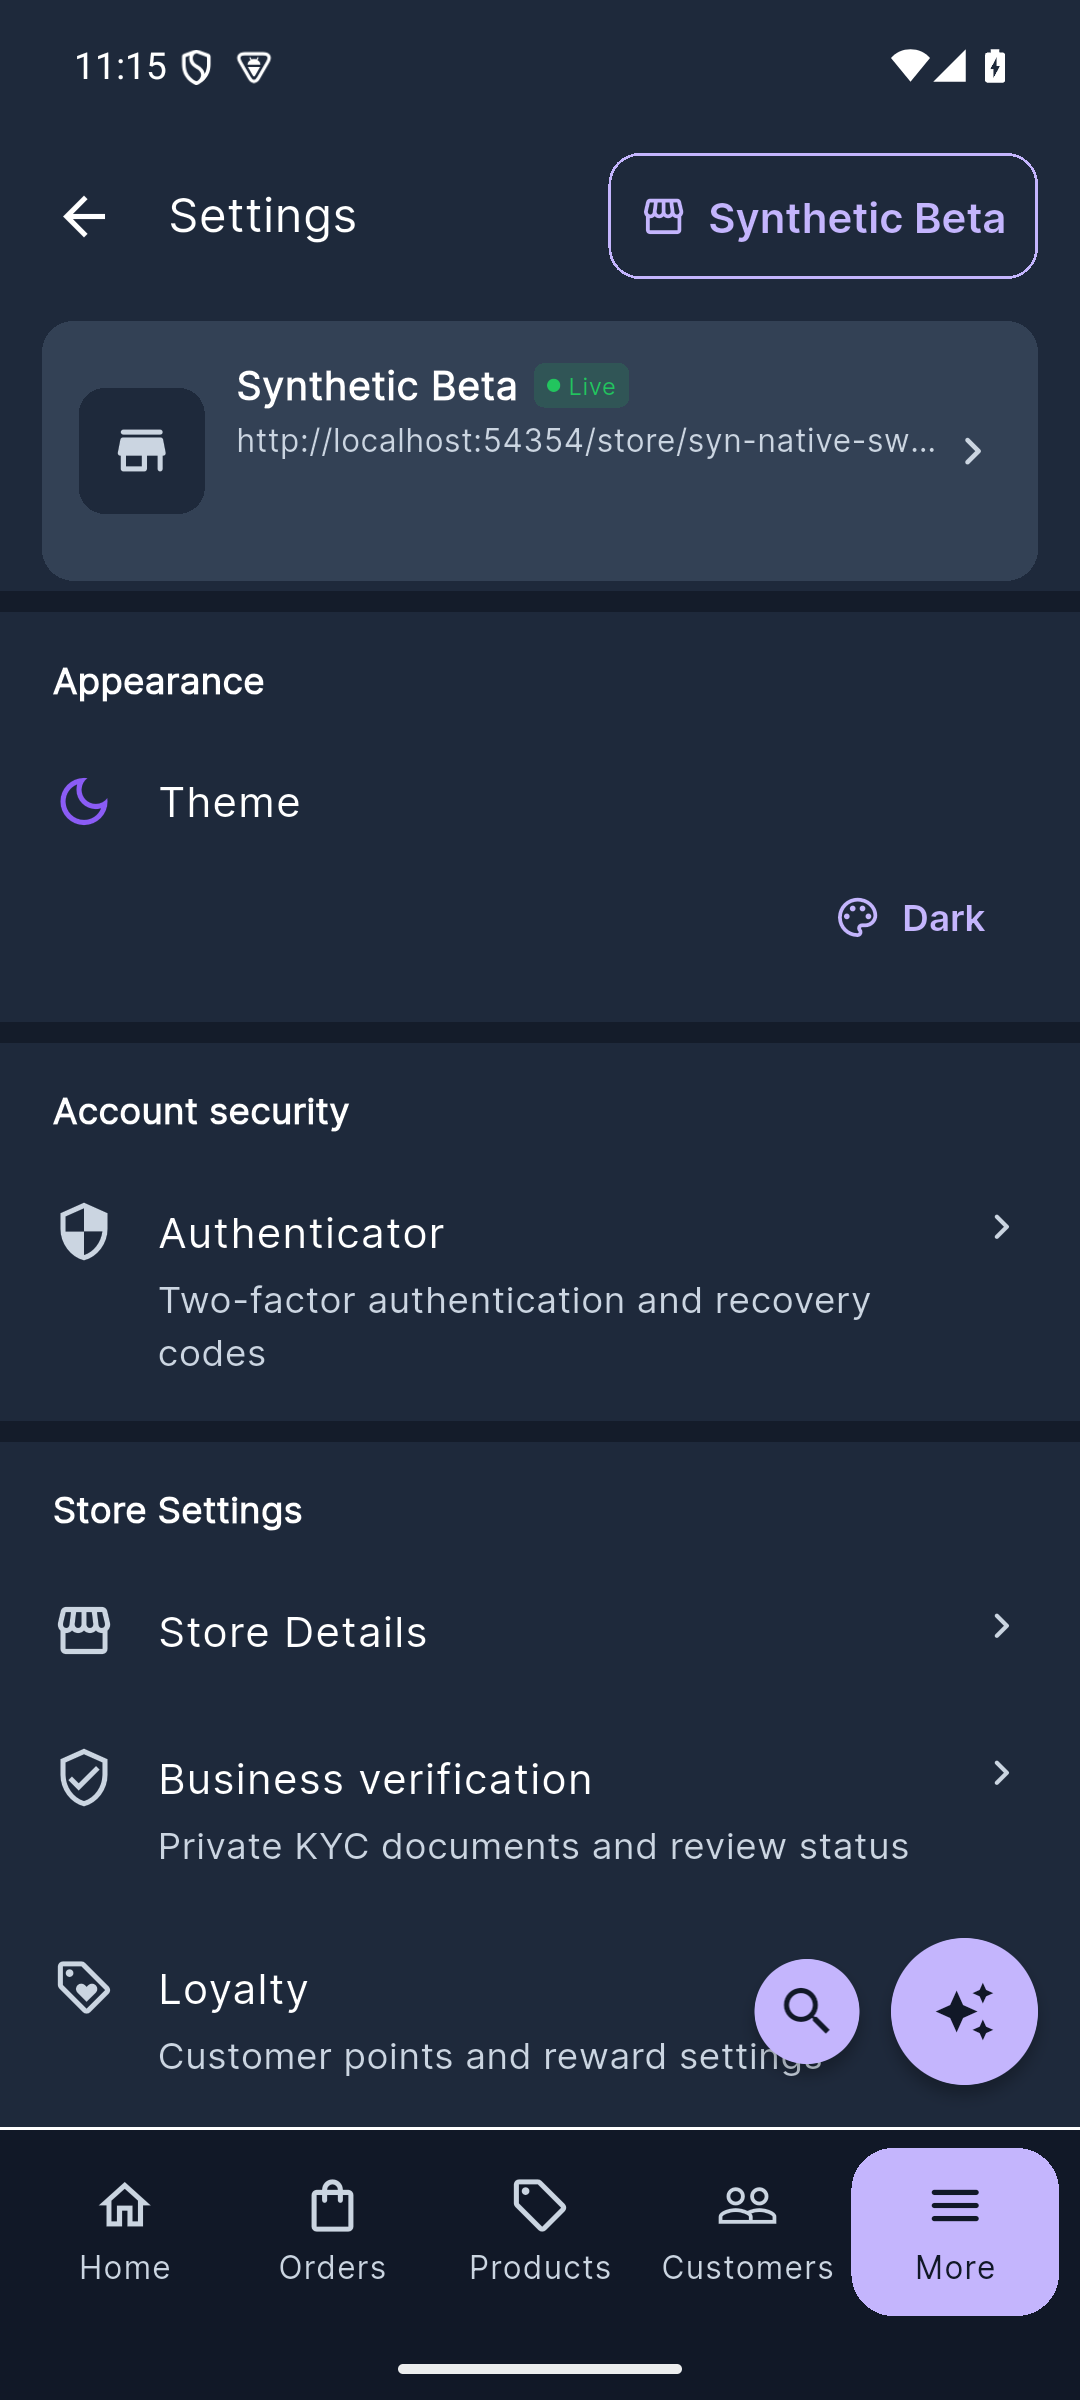 11:15
Settings
Synthetic Beta
Synthetic Beta
Live
http://localhost:54354/store/syn-native-sw...
Appearance
Theme
Dark
Account security
Authenticator
Two-factor authentication and recovery
codes
Store Settings
Store Details
Business verification
Private KYC documents and review status
Loyalty
Customer points and reward settings
Home
Orders
Products
Customers
More